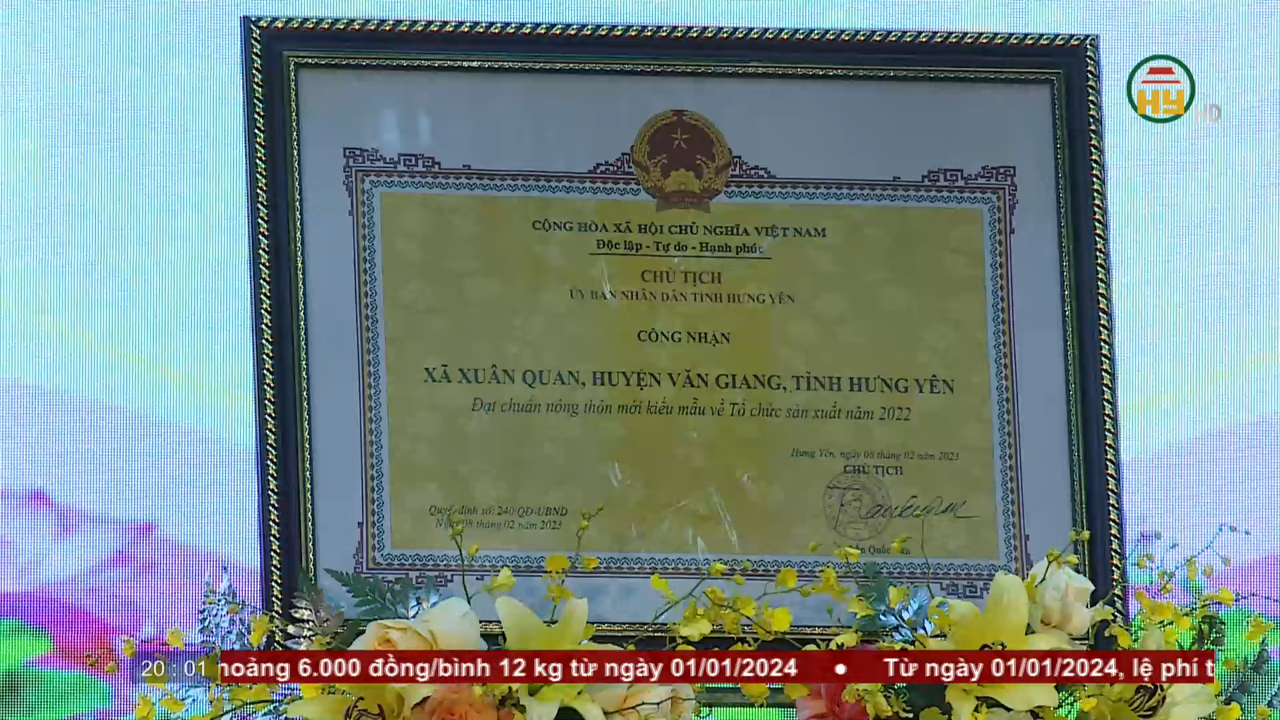 HY HD
CỘNG HÒA XÃ HỘI CHỦ NGHĨA VIỆT NAM
Độc lập - Tự do - Hạnh phúc
CHỦ TỊCH
ỦY BAN NHÂN DÂN TỈNH HƯNG YÊN
CÔNG NHẬN
XÃ XUÂN QUAN, HUYỆN VĂN GIANG, TỈNH HƯNG YÊN
Đạt chuẩn nông thôn mới kiểu mẫu về Tổ chức sản xuất năm 2022
Hưng Yên, ngày 08 tháng 02 năm 2023
CHỦ TỊCH
Quyết định số: 240/QĐ-UBND
Ngày 08 tháng 02 năm 2023
Quốc
20 : 01 hoảng 6.000 đồng/bình 12 kg từ ngày 01/01/2024 • Từ ngày 01/01/2024, lệ phí t